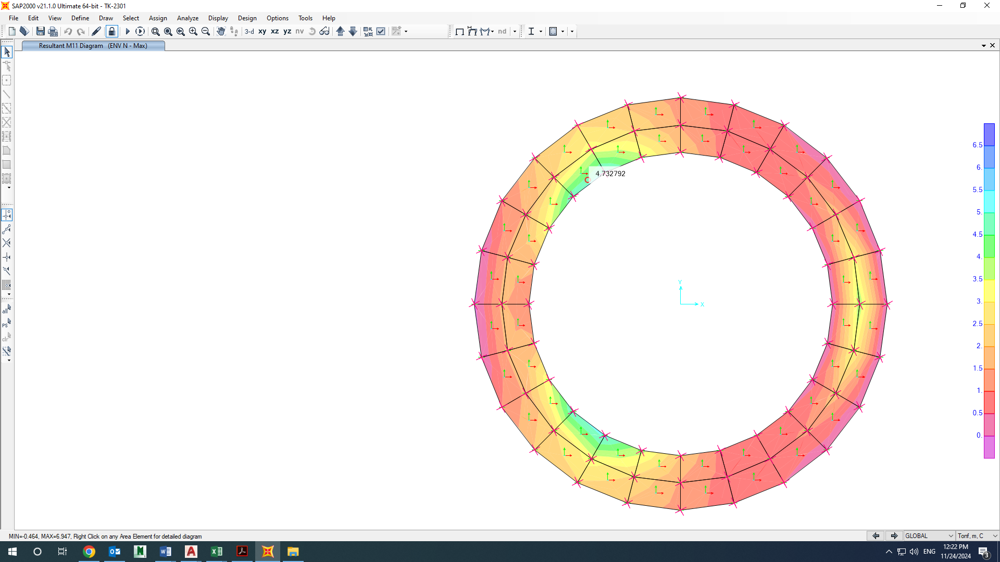 SAP2000 v21.1.0 Ultimate 64-bit - TK-2301
File Edit View Define Draw Select Assign Analyze Display Design Options Tools Help
3-d xy xz yz nv nd
Resultant M11 Diagram (ENV N - Max)
6.5
6.
5.5
5.
4.5
4.
3.5
3.
2.5
2.
1.5
1.
0.5
0.
4.732792
Y
X
all
PS
clr
MIN=-0.464, MAX=6.947, Right Click on any Area Element for detailed diagram
GLOBAL
Tonf, m, C
ENG
12:22 PM
11/24/2024
3